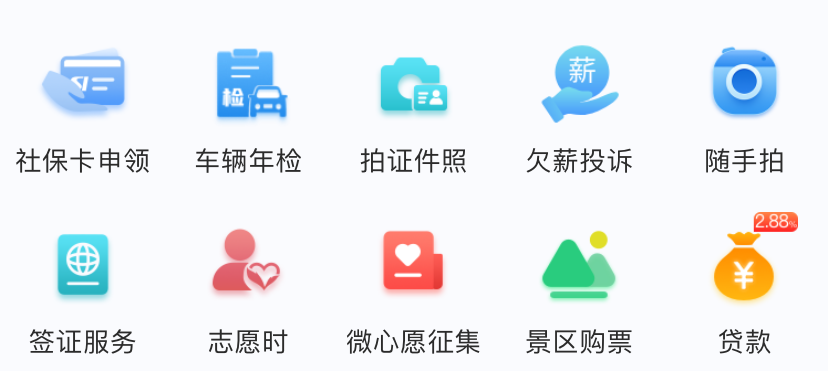 薪
检
社保卡申领 车辆年检 拍证件照 欠薪投诉 随手拍
2.88%
¥
签证服务 志愿时 微心愿征集 景区购票 贷款